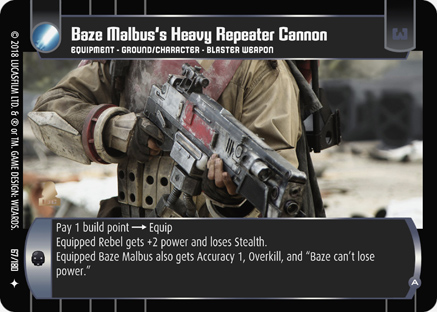 Baze Malbus's Heavy Repeater Cannon
EQUIPMENT - GROUND/CHARACTER - BLASTER WEAPON
© 2018 LUCASFILM LTD. & ® or TM. GAME DESIGN: WIZARDS.
Pay 1 build point → Equip
Equipped Rebel gets +2 power and loses Stealth.
Equipped Baze Malbus also gets Accuracy 1, Overkill, and “Baze can't lose
power.”
A